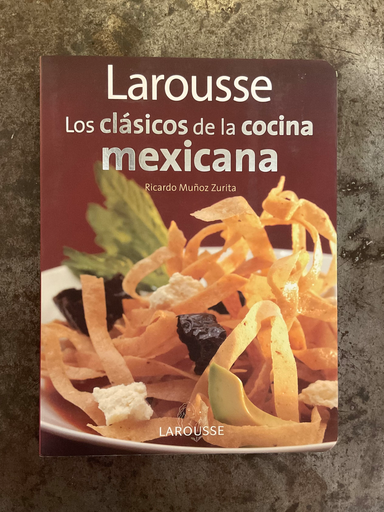 Larousse
Los clásicos de la cocina
mexicana
Ricardo Muñoz Zurita
LAROUSSE